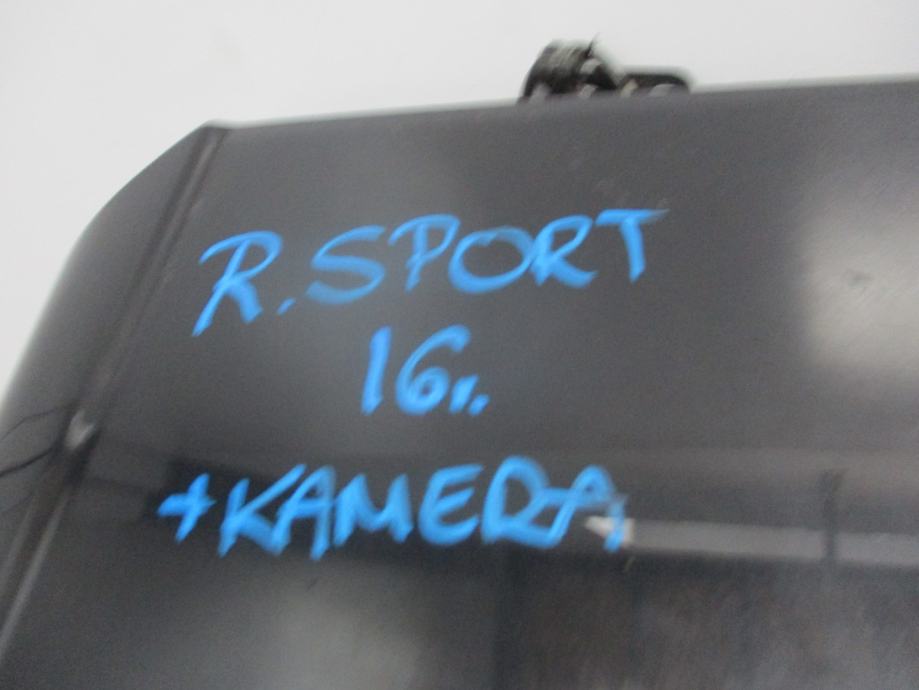 R. SPORT
16r.
+KAMERA